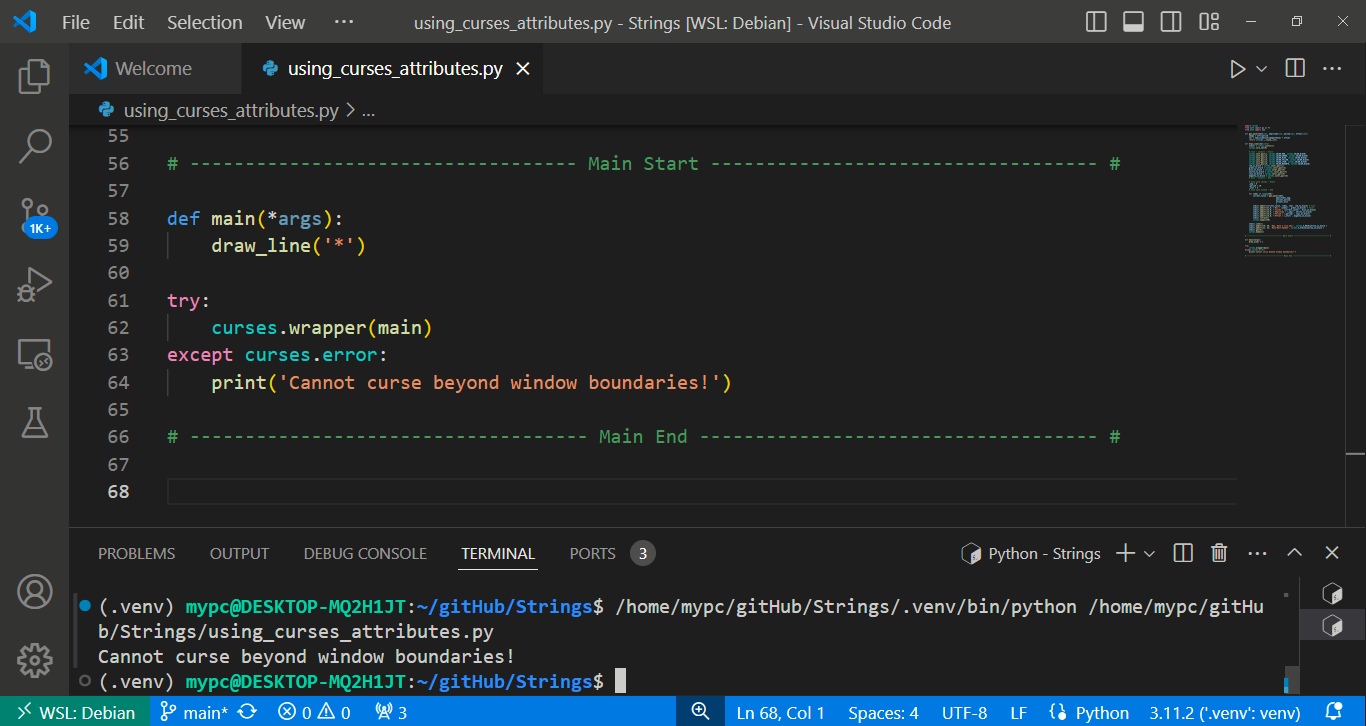 File Edit Selection View ··· using_curses_attributes.py - Strings [WSL: Debian] - Visual Studio Code
Welcome using_curses_attributes.py
using_curses_attributes.py > ...
55
56 # ----------------------------------- Main Start ----------------------------------- #
57
58 def main(*args):
59 draw_line('*')
60
61 try:
62 curses.wrapper(main)
63 except curses.error:
64 print('Cannot curse beyond window boundaries!')
65
66 # ------------------------------------ Main End ------------------------------------ #
67
68
1K+
PROBLEMS OUTPUT DEBUG CONSOLE TERMINAL PORTS 3 Python - Strings
(.venv) mypc@DESKTOP-MQ2H1JT:~/gitHub/Strings$ /home/mypc/gitHub/Strings/.venv/bin/python /home/mypc/gitHu
b/Strings/using_curses_attributes.py
Cannot curse beyond window boundaries!
(.venv) mypc@DESKTOP-MQ2H1JT:~/gitHub/Strings$
WSL: Debian main* 0 0 3 Ln 68, Col 1 Spaces: 4 UTF-8 LF Python 3.11.2 ('.venv': venv)